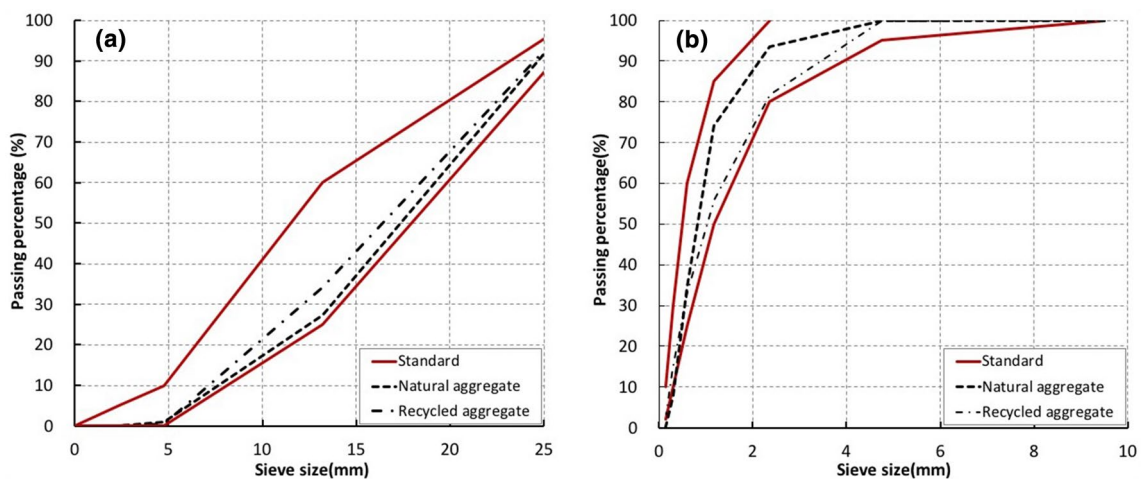 (a)
Passing percentage (%)
100
90
80
70
60
50
40
30
20
10
0
0 5 10 15 20 25
Sieve size(mm)
Standard
Natural aggregate
Recycled aggregate
(b)
Passing percentage(%)
100
90
80
70
60
50
40
30
20
10
0
0 2 4 6 8 10
Sieve size(mm)
Standard
Natural aggregate
Recycled aggregate